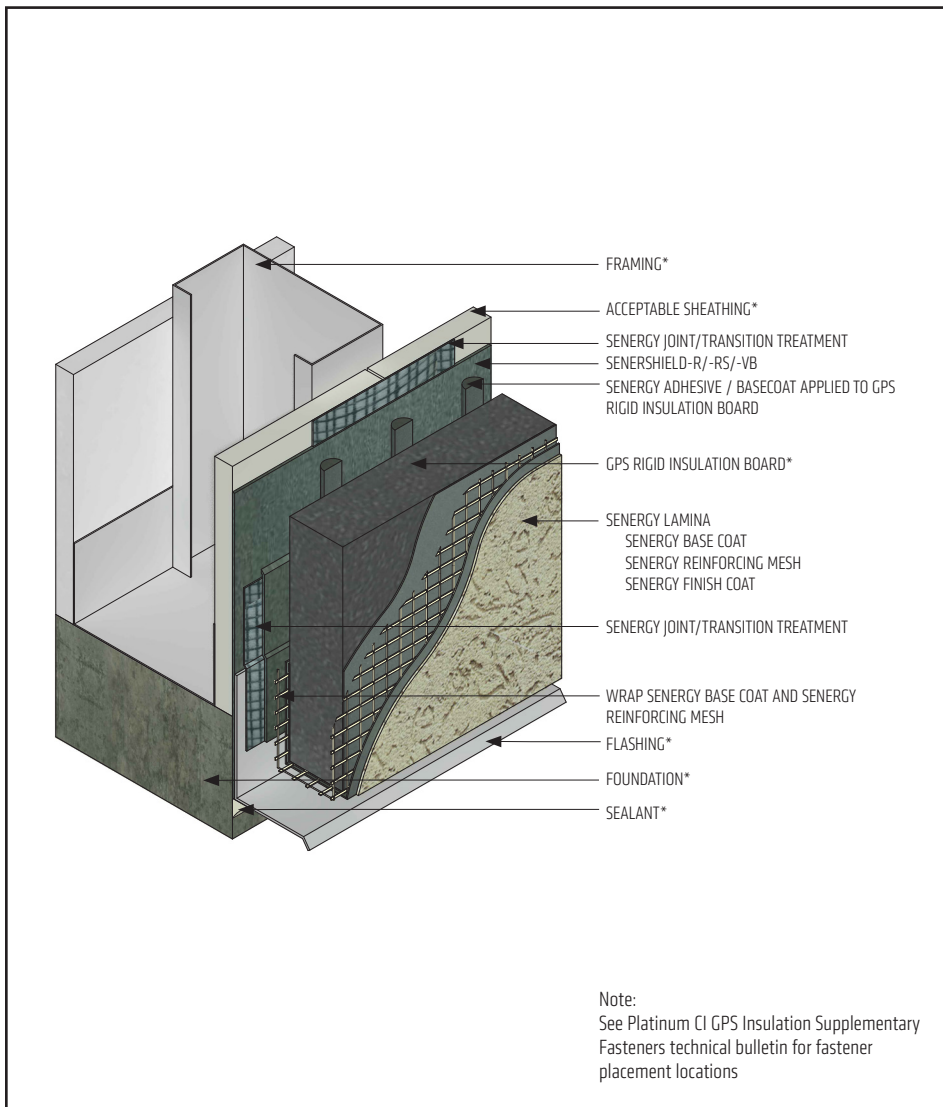 FRAMING*
ACCEPTABLE SHEATHING*
SENERGY JOINT/TRANSITION TREATMENT
SENERSHIELD-R/-RS/-VB
SENERGY ADHESIVE / BASECOAT APPLIED TO GPS
RIGID INSULATION BOARD
GPS RIGID INSULATION BOARD*
SENERGY LAMINA
SENERGY BASE COAT
SENERGY REINFORCING MESH
SENERGY FINISH COAT
SENERGY JOINT/TRANSITION TREATMENT
WRAP SENERGY BASE COAT AND SENERGY
REINFORCING MESH
FLASHING*
FOUNDATION*
SEALANT*
Note:
See Platinum CI GPS Insulation Supplementary
Fasteners technical bulletin for fastener
placement locations